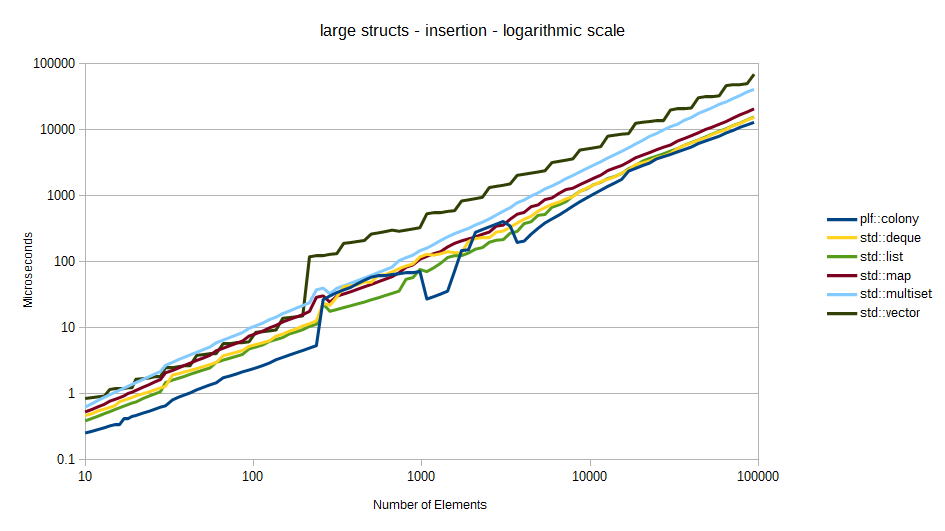 large structs - insertion - logarithmic scale
100000
10000
1000
100
10
1
0.1
Microseconds
10
100
1000
10000
100000
Number of Elements
plf::colony
std::deque
std::list
std::map
std::multiset
std::vector